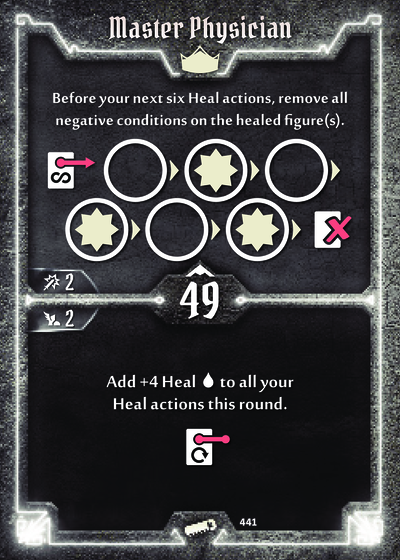 Master Physician
Before your next six Heal actions, remove all
negative conditions on the healed figure(s).
2
49
2
Add +4 Heal to all your
Heal actions this round.
441